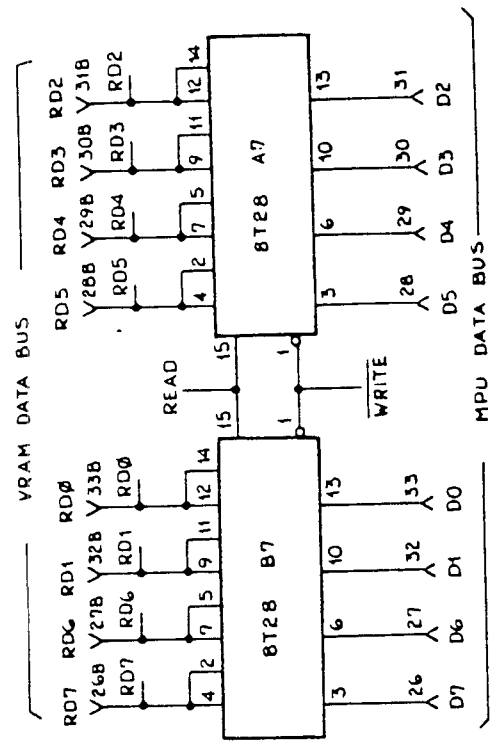 VRAM DATA BUS
RD7 RD6 RD1 RDØ RD5 RD4 RD3 RD2
26B 27B 32B 33B 28B 29B 30B 31B
RD7 RD6 RD1 RDØ RD5 RD4 RD3 RD2
4 2 7 5 9 11 12 14 4 2 7 5 9 11 12 14
READ
8T28 B7 15 15 8T28 A7
1 1
3 6 10 13 3 6 10 13
WRITE
26 27 32 33 28 29 30 31
D7 D6 D1 D0 D5 D4 D3 D2
MPU DATA BUS